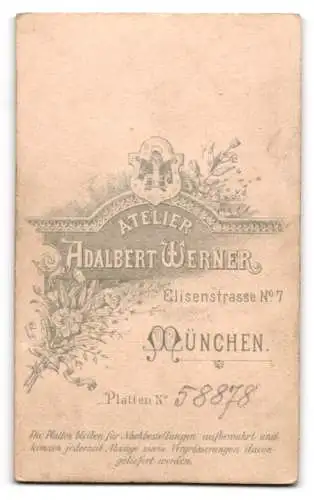 ATELIER
ADALBERT WERNER
Elisenstrasse No 7
MÜNCHEN.
Platten No 58878
Die Platten bleiben für Nachbestellungen aufbewahrt und
können jederzeit Abzüge sowie Vergrösserungen davon
geliefert werden.